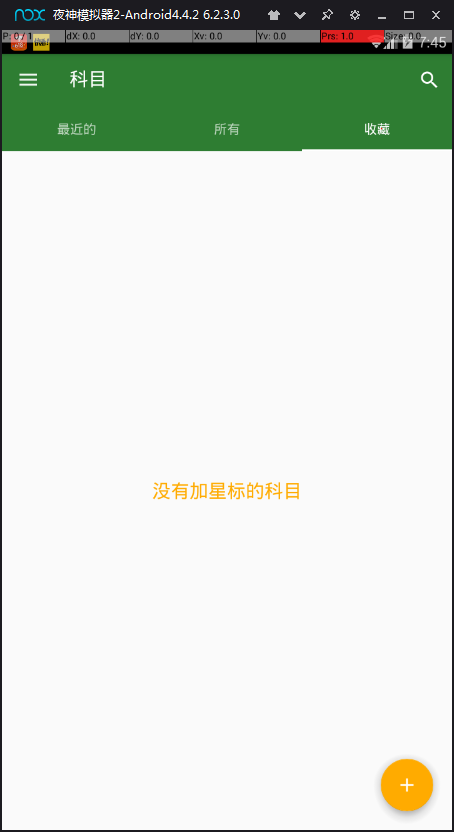 nox 夜神模拟器2-Android4.4.2 6.2.3.0
P: 0 / 1 dX: 0.0 dY: 0.0 Xv: 0.0 Yv: 0.0 Prs: 1.0 Size: 0.0
7:45
科目
最近的 所有 收藏
没有加星标的科目